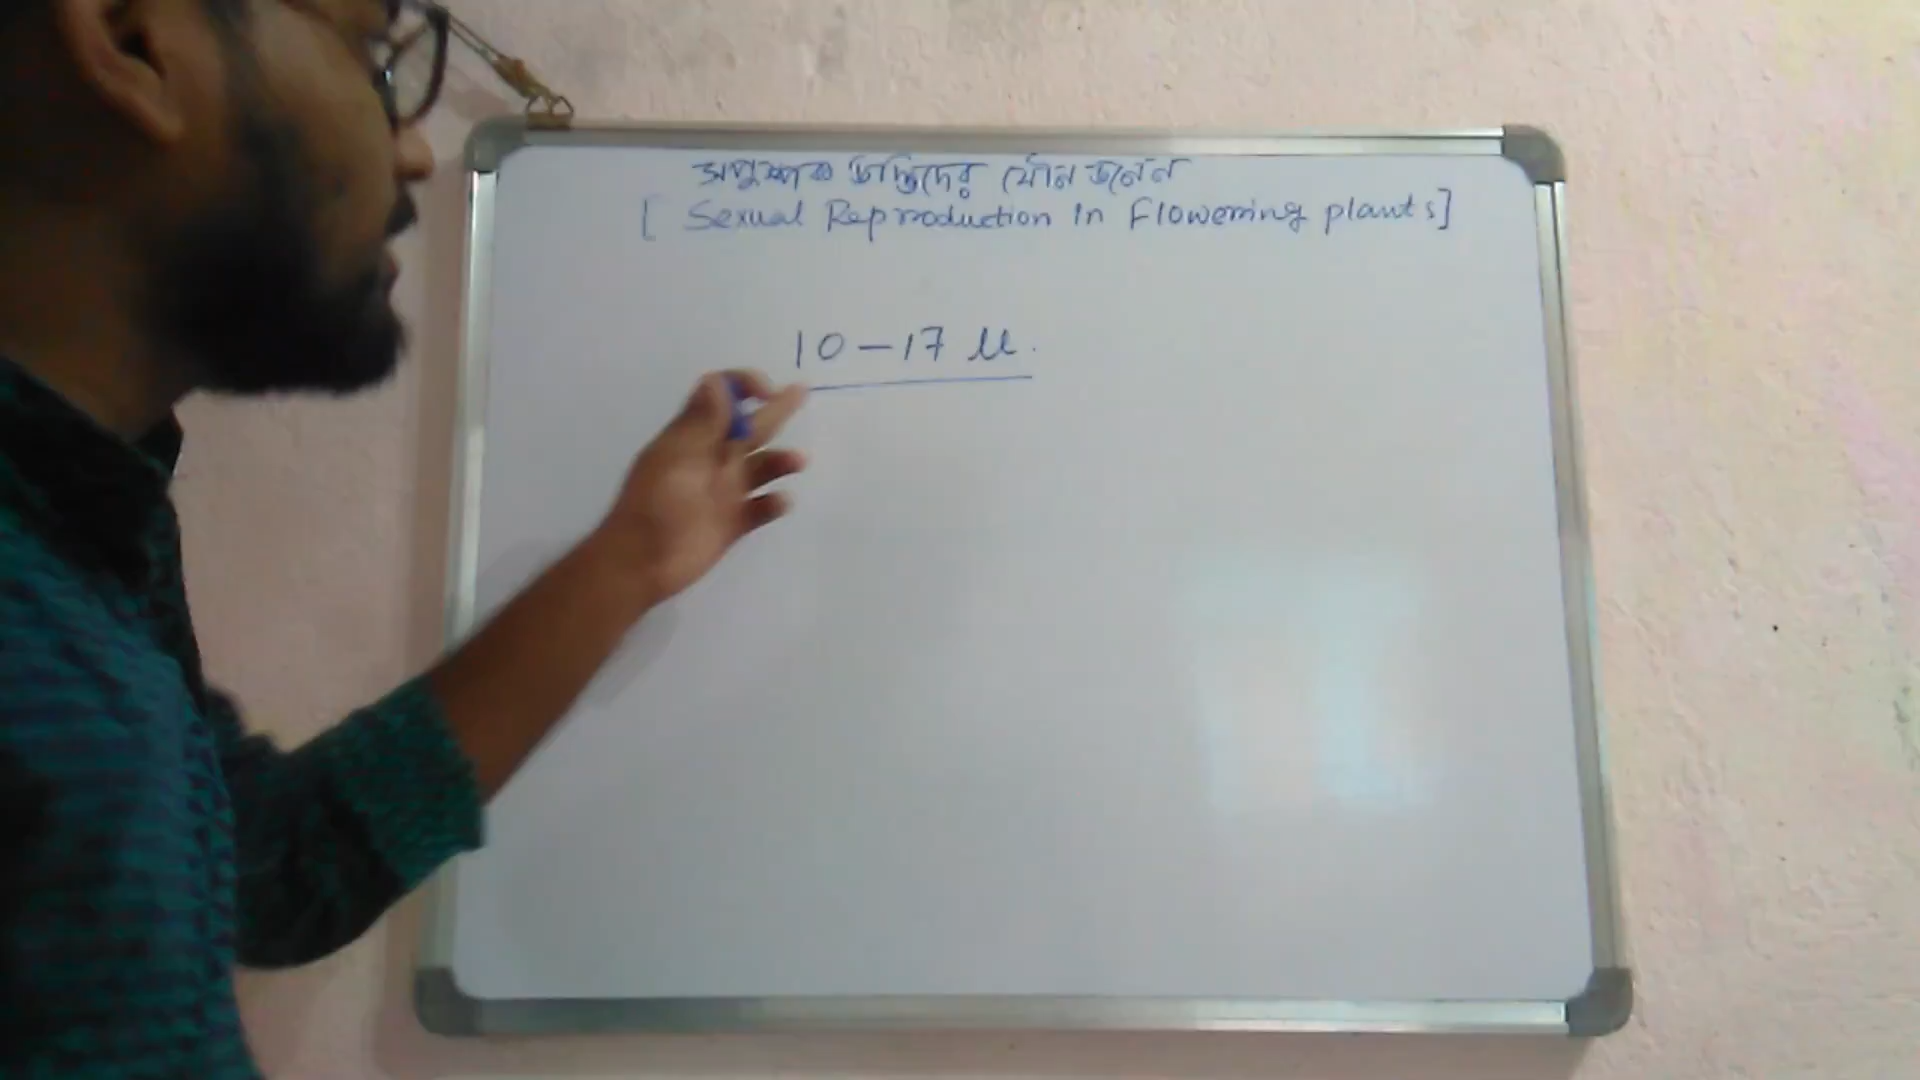 সপুষ্পক উদ্ভিদের যৌন জনন
[ Sexual Reproduction In Flowering plants]
10-17 µ.